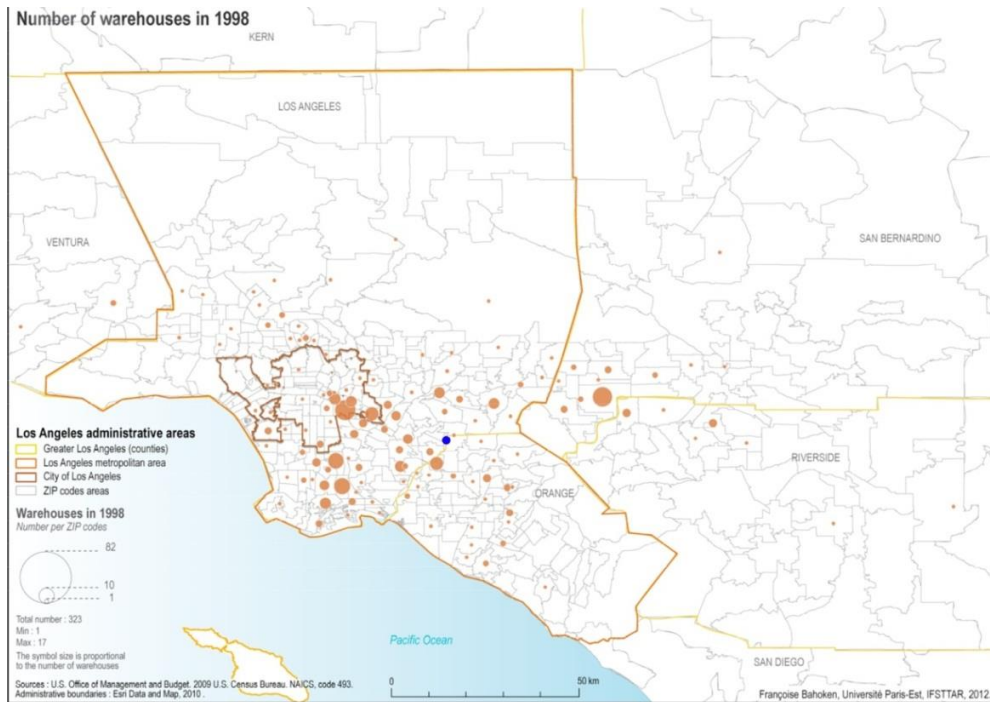 Number of warehouses in 1998
KERN
LOS ANGELES
VENTURA
SAN BERNARDINO
RIVERSIDE
ORANGE
SAN DIEGO
Pacific Ocean
Los Angeles administrative areas
Greater Los Angeles (counties)
Los Angeles metropolitan area
City of Los Angeles
ZIP codes areas
Warehouses in 1998
Number per ZIP codes
82
10
1
Total number : 323
Min : 1
Max : 17
The symbol size is proportional
to the number of warehouses
Sources : U.S. Office of Management and Budget. 2009 U.S. Census Bureau. NAICS, code 493.
Administrative boundaries : Esri Data and Map, 2010 .
0 50 km
Françoise Bahoken, Université Paris-Est, IFSTTAR, 2012